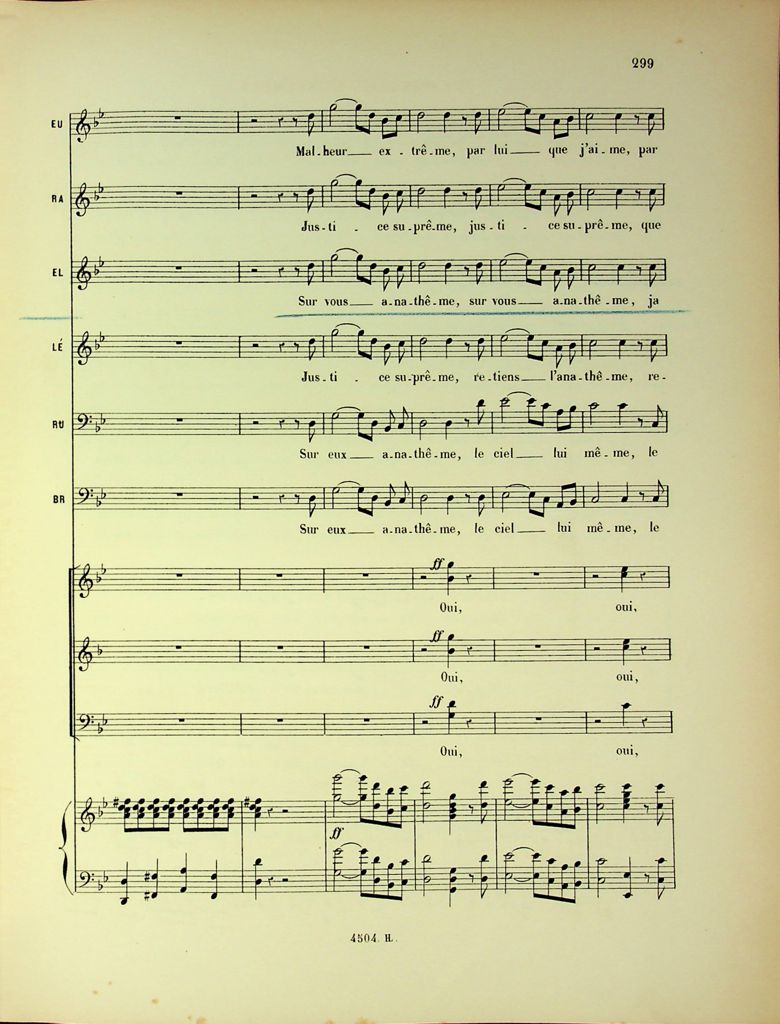 299
EU
Mal-heur ex-trê-me, par lui que j'ai-me, par
RA
Jus-ti-ce su-prê-me, jus-ti-ce su-prê-me, que
EL
Sur vous a-na-thê-me, sur vous a-na-thê-me, ja
LÉ
Jus-ti-ce su-prê-me, re-tiens l'ana-thê-me, re-
RU
Sur eux a-na-thê-me, le ciel lui mê-me, le
BR
Sur eux a-na-thê-me, le ciel lui mê-me, le
ff
Oui, oui,
ff
Oui, oui,
ff
Oui, oui,
ff
4504. H.